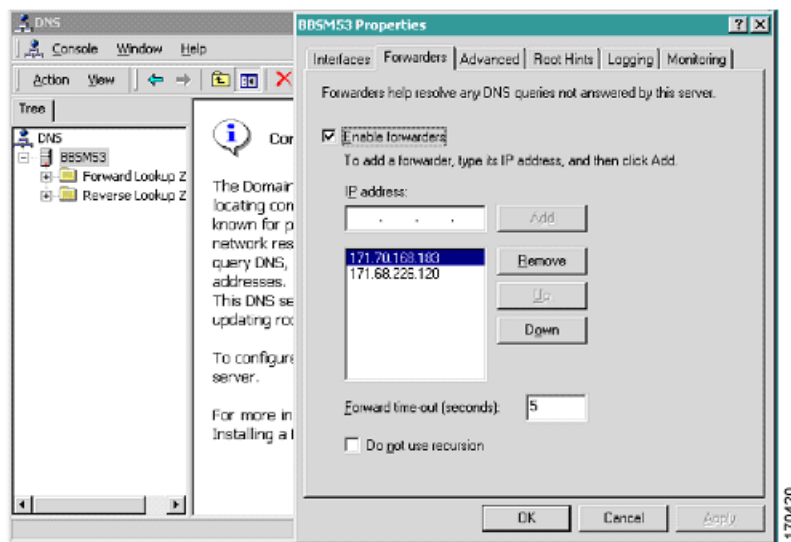 DNS
Console Window Help
Action View
Tree
DNS
BBSM53
Forward Lookup Z
Reverse Lookup Z
Cor
The Domain
locating con
known for p
network res
query DNS,
addresses.
This DNS se
updating roo
To configure
server.
For more in
Installing a
BBSM53 Properties
Interfaces Forwarders Advanced Root Hints Logging Monitoring
Forwarders help resolve any DNS queries not answered by this server.
Enable forwarders
To add a forwarder, type its IP address, and then click Add.
IP address:
. . .
Add
171.70.168.183
171.68.226.120
Remove
Up
Down
Forward time-out (seconds): 5
Do not use recursion
OK Cancel Apply